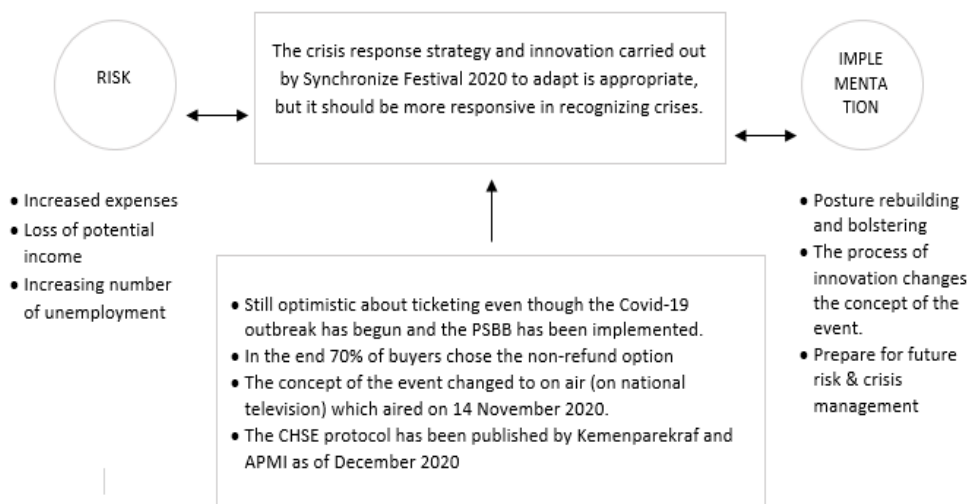 RISK
The crisis response strategy and innovation carried out
by Synchronize Festival 2020 to adapt is appropriate,
but it should be more responsive in recognizing crises.
IMPLE
MENTA
TION
• Increased expenses
• Loss of potential
income
• Increasing number
of unemployment
• Still optimistic about ticketing even though the Covid-19
outbreak has begun and the PSBB has been implemented.
• In the end 70% of buyers chose the non-refund option
• The concept of the event changed to on air (on national
television) which aired on 14 November 2020.
• The CHSE protocol has been published by Kemenparekraf and
APMI as of December 2020
• Posture rebuilding
and bolstering
• The process of
innovation changes
the concept of the
event.
• Prepare for future
risk & crisis
management